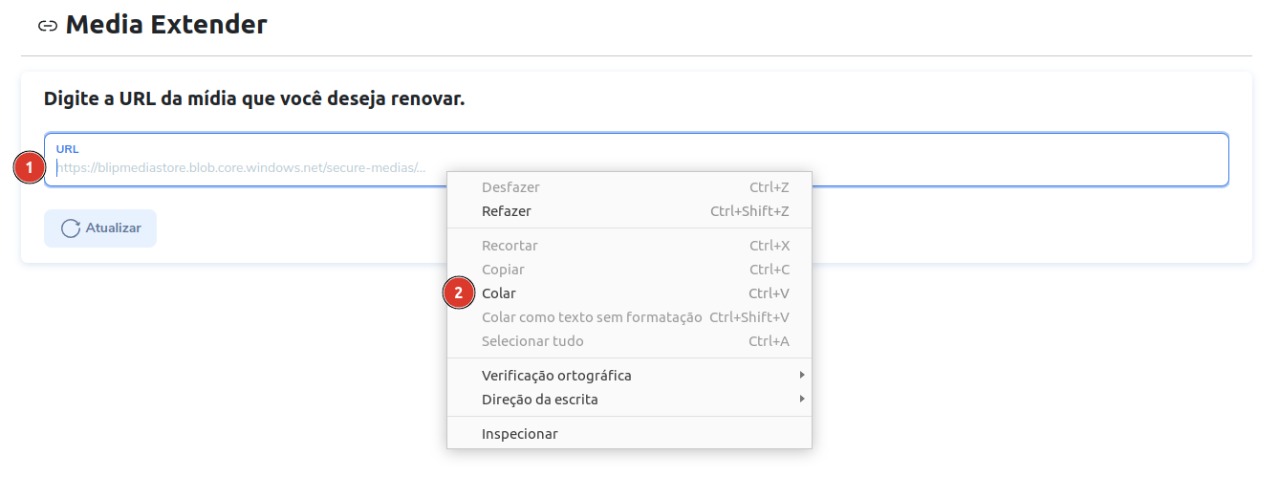 Media Extender
Digite a URL da mídia que você deseja renovar.
URL
1
https://blipmediastore.blob.core.windows.net/secure-medias/...
Atualizar
Desfazer Ctrl+Z
Refazer Ctrl+Shift+Z
Recortar Ctrl+X
Copiar Ctrl+C
2 Colar Ctrl+V
Colar como texto sem formatação Ctrl+Shift+V
Selecionar tudo Ctrl+A
Verificação ortográfica
Direção da escrita
Inspecionar